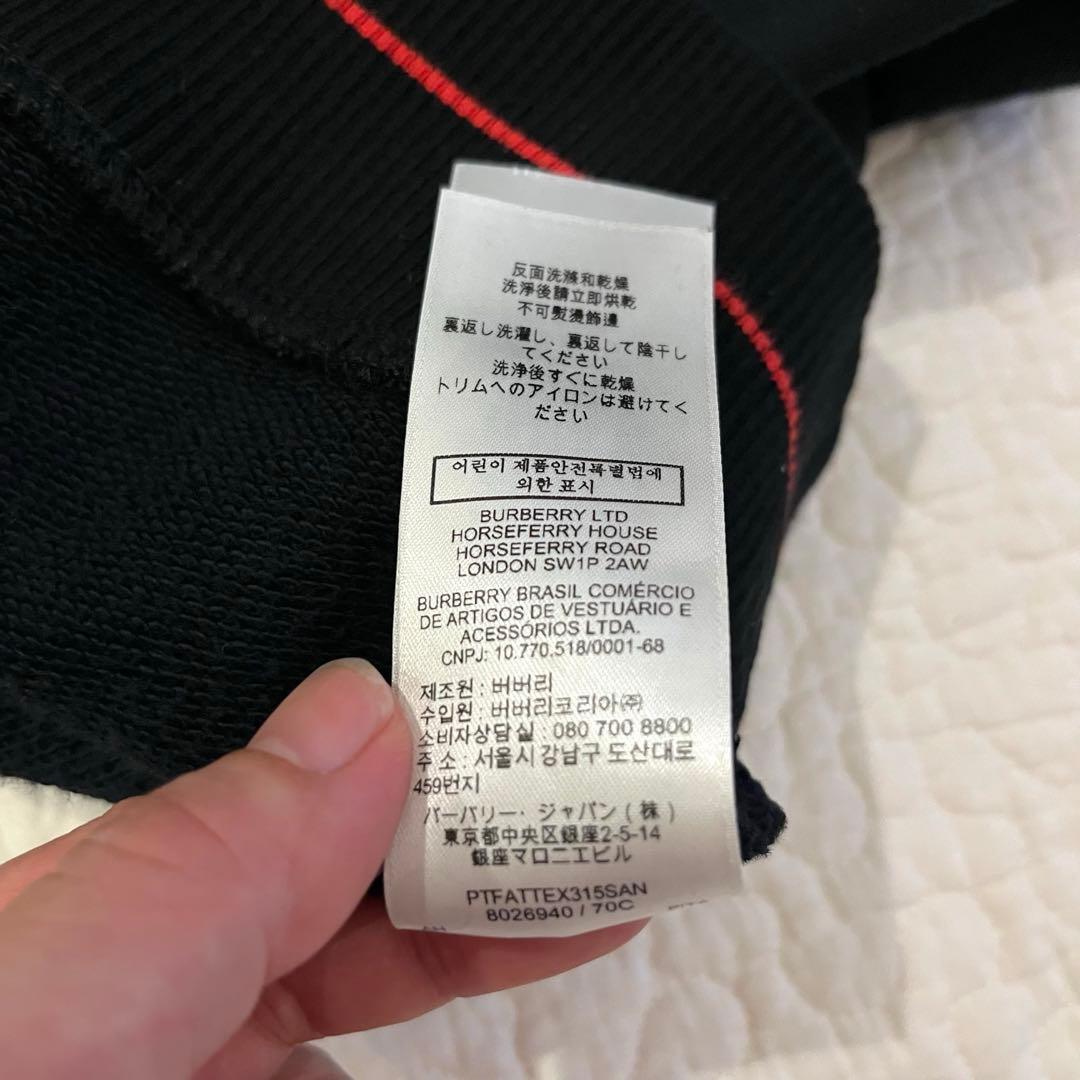 反面洗滌和乾燥
洗淨後請立即烘乾
不可熨燙飾邊
裏返し洗濯し、裏返して陰干し
てください
洗浄後すぐに乾燥
トリムへのアイロンは避けてく
ださい
어린이 제품안전특별법에
의한 표시
BURBERRY LTD
HORSEFERRY HOUSE
HORSEFERRY ROAD
LONDON SW1P 2AW
BURBERRY BRASIL COMÉRCIO
DE ARTIGOS DE VESTUÁRIO E
ACESSÓRIOS LTDA.
CNPJ: 10.770.518/0001-68
제조원 : 버버리
수입원 : 버버리코리아㈜
소비자상담실 080 700 8800
주 소 : 서울시 강남구 도산대로
459번지
バーバリー・ジャパン ( 株 )
東京都中央区銀座2-5-14
銀座マロニエビル
PTFATTEX315SAN
8026940 / 70C